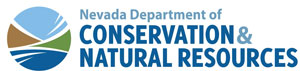 Nevada Department of
CONSERVATION &
NATURAL RESOURCES